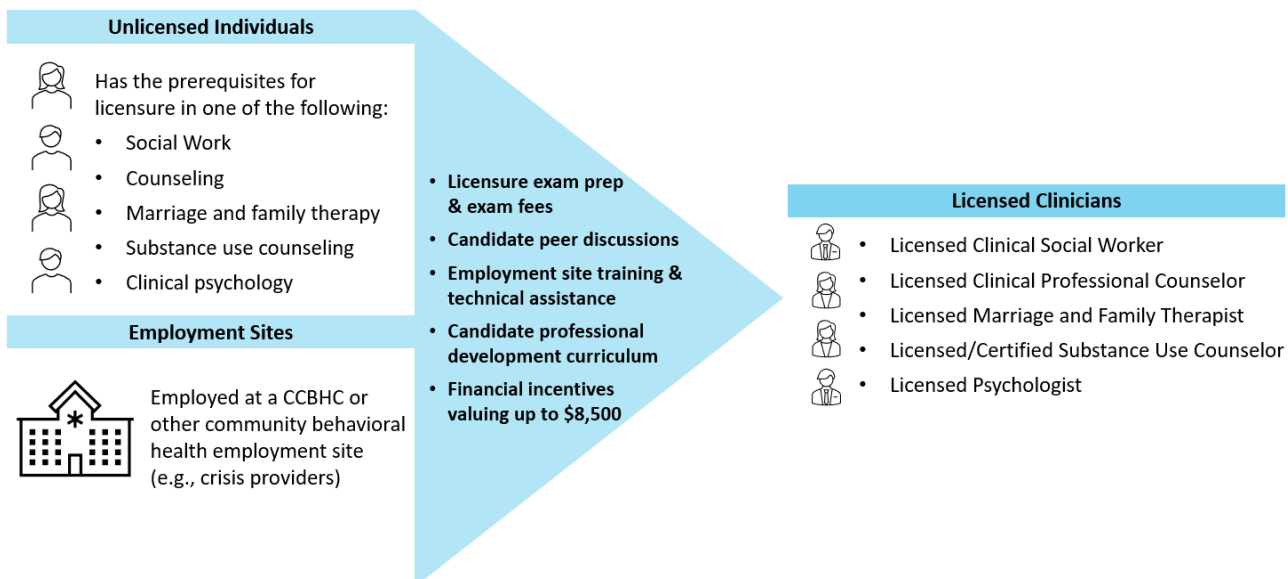 Unlicensed Individuals
Has the prerequisites for
licensure in one of the following:
• Social Work
• Counseling
• Marriage and family therapy
• Substance use counseling
• Clinical psychology
Employment Sites
Employed at a CCBHC or
other community behavioral
health employment site
(e.g., crisis providers)
• Licensure exam prep
& exam fees
• Candidate peer discussions
• Employment site training &
technical assistance
• Candidate professional
development curriculum
• Financial incentives
valuing up to $8,500
Licensed Clinicians
• Licensed Clinical Social Worker
• Licensed Clinical Professional Counselor
• Licensed Marriage and Family Therapist
• Licensed/Certified Substance Use Counselor
• Licensed Psychologist